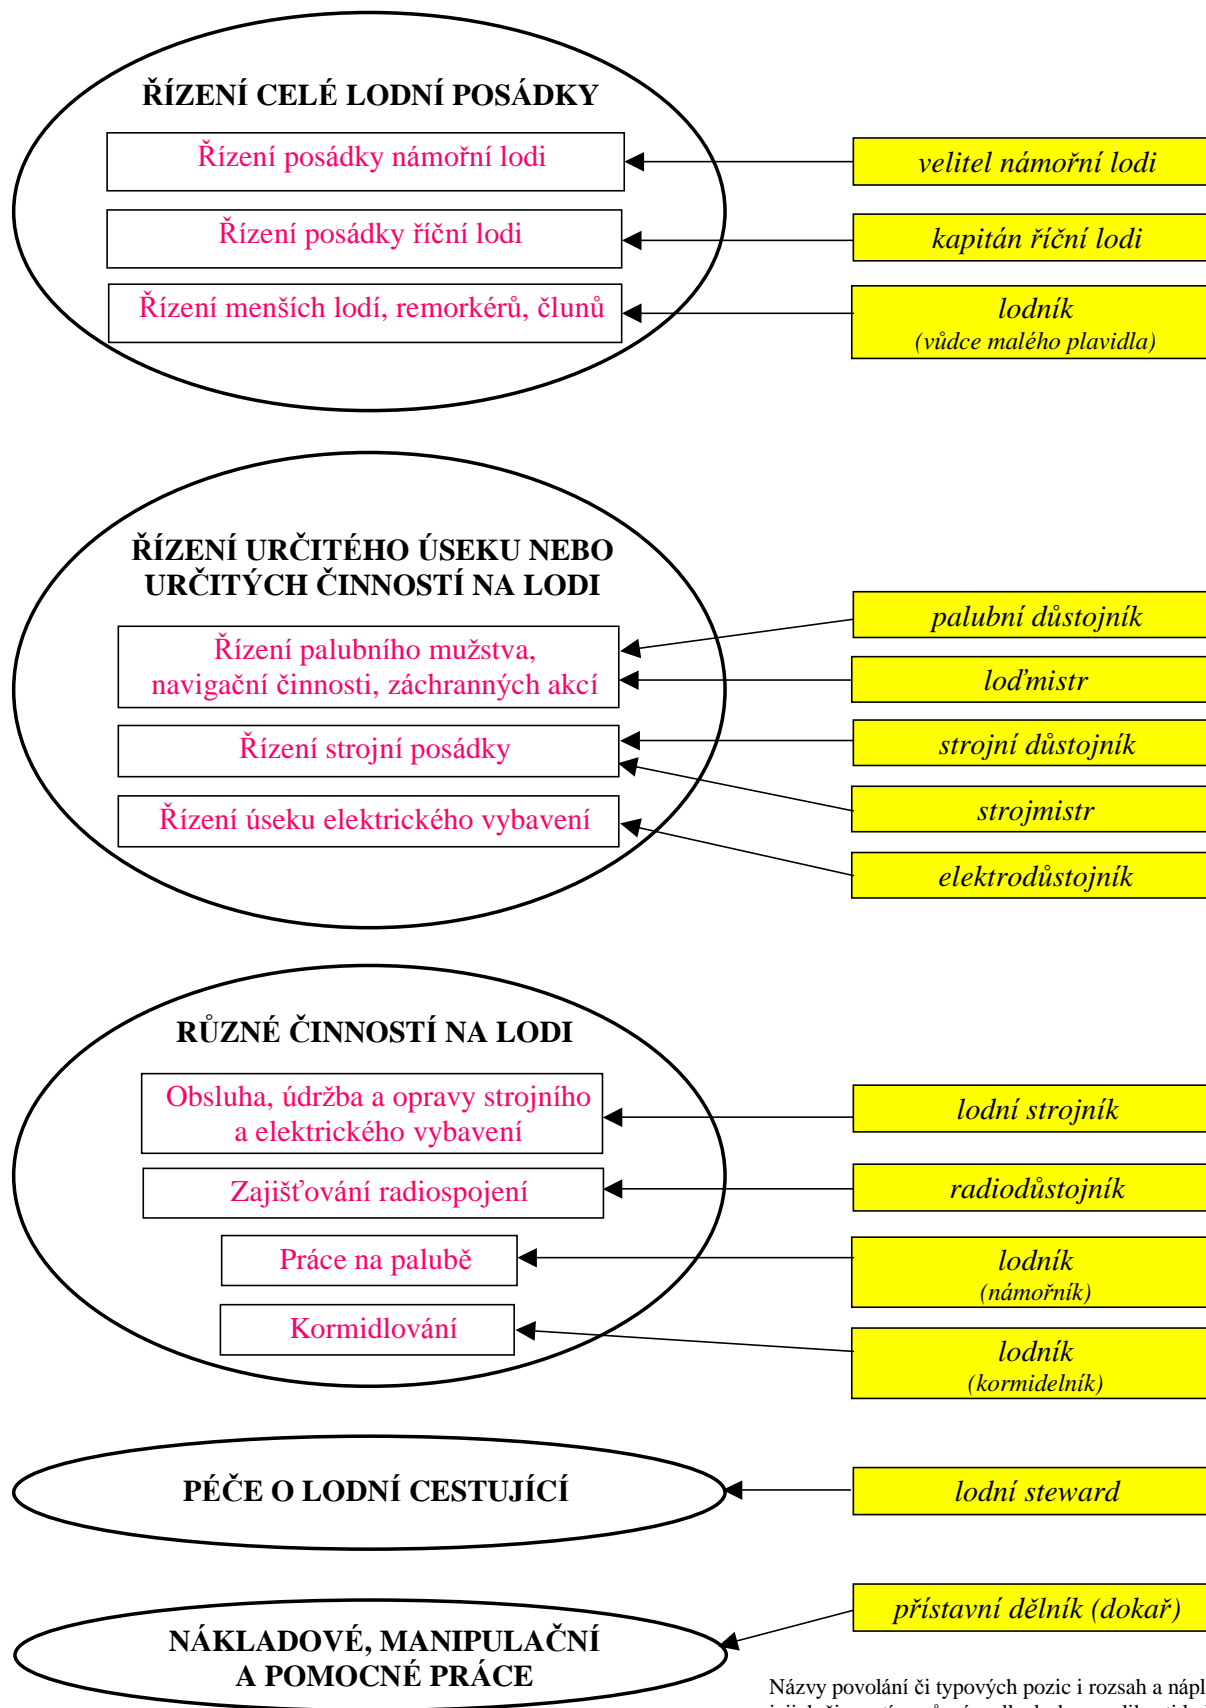 ŘÍZENÍ CELÉ LODNÍ POSÁDKY
Řízení posádky námořní lodi
velitel námořní lodi
Řízení posádky říční lodi
kapitán říční lodi
Řízení menších lodí, remorkérů, člunů
lodník
(vůdce malého plavidla)
ŘÍZENÍ URČITÉHO ÚSEKU NEBO
URČITÝCH ČINNOSTÍ NA LODI
palubní důstojník
Řízení palubního mužstva,
navigační činnosti, záchranných akcí
loďmistr
Řízení strojní posádky
strojní důstojník
strojmistr
Řízení úseku elektrického vybavení
elektrodůstojník
RŮZNÉ ČINNOSTÍ NA LODI
Obsluha, údržba a opravy strojního
a elektrického vybavení
lodní strojník
Zajišťování radiospojení
radiodůstojník
Práce na palubě
lodník
(námořník)
Kormidlování
lodník
(kormidelník)
PÉČE O LODNÍ CESTUJÍCÍ
lodní steward
přístavní dělník (dokař)
NÁKLADOVÉ, MANIPULAČNÍ
A POMOCNÉ PRÁCE
Názvy povolání či typových pozic i rozsah a nápl